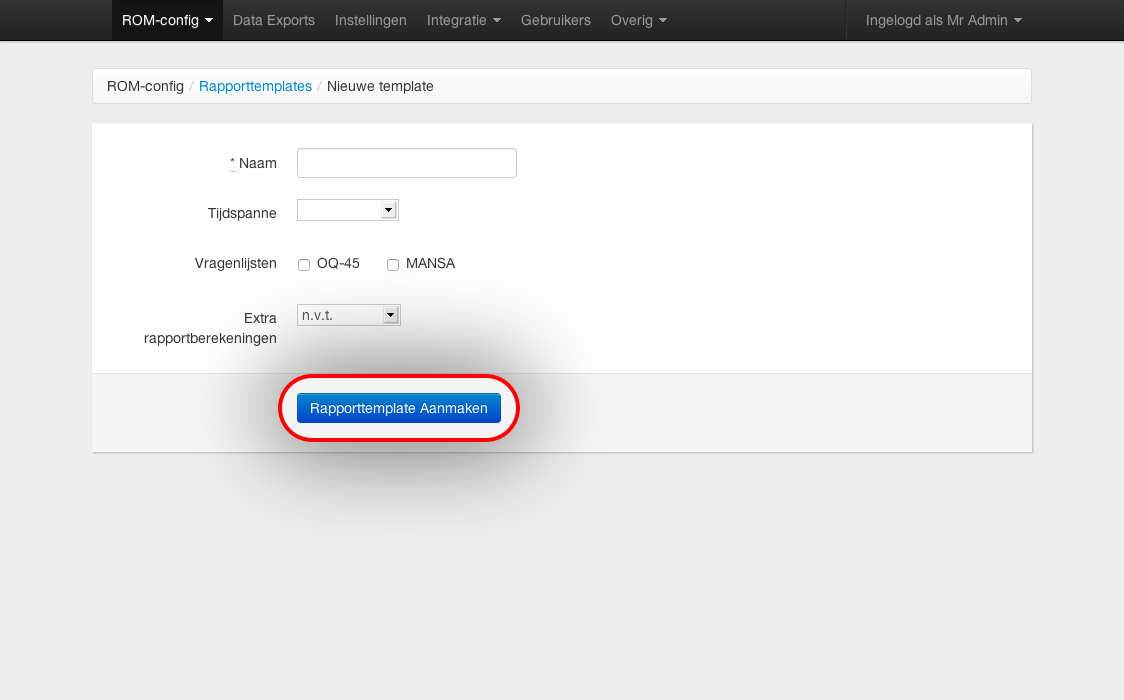 ROM-config Data Exports Instellingen Integratie Gebruikers Overig Ingelogd als Mr Admin
ROM-config / Rapporttemplates / Nieuwe template
* Naam
Tijdspanne
Vragenlijsten OQ-45 MANSA
Extra rapportberekeningen n.v.t.
Rapporttemplate Aanmaken